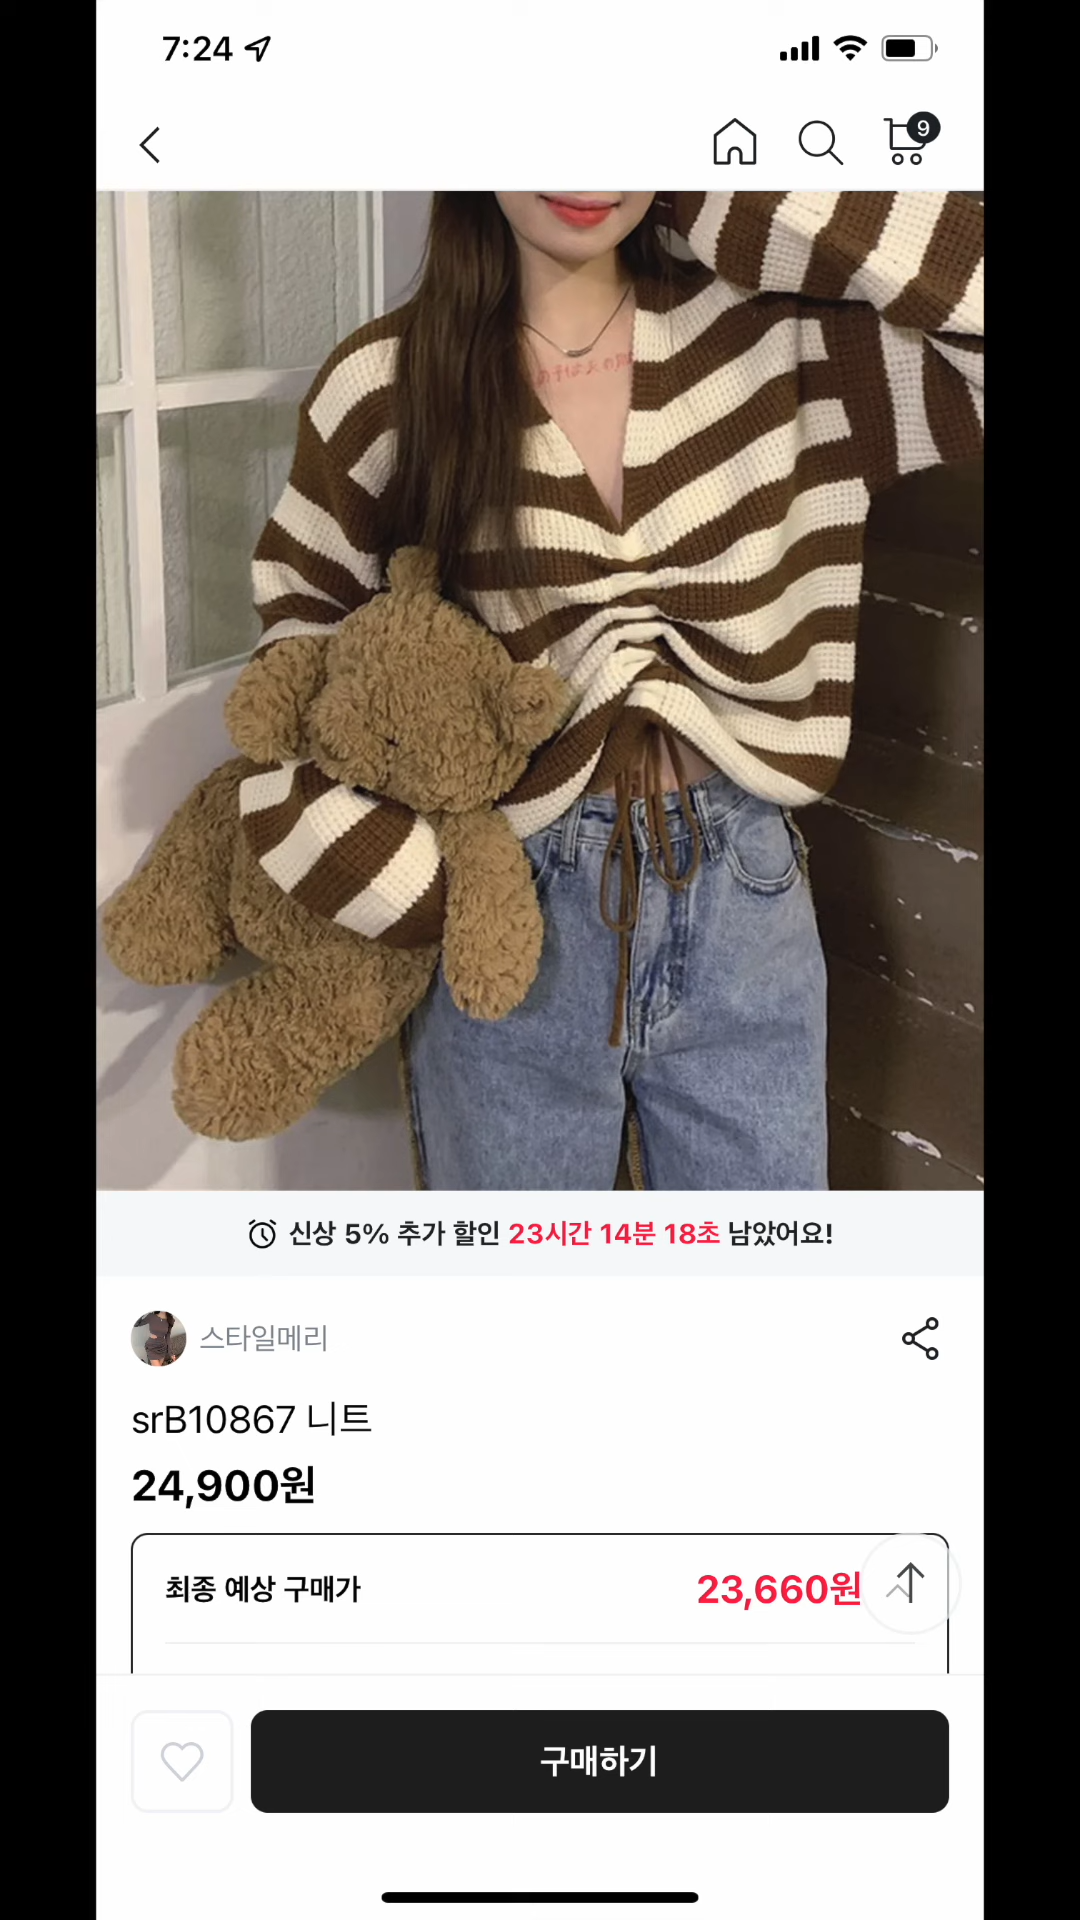 7:24
9
신상 5% 추가 할인 23시간 14분 18초 남았어요!
스타일메리
srB10867 니트
24,900원
최종 예상 구매가
23,660원
구매하기